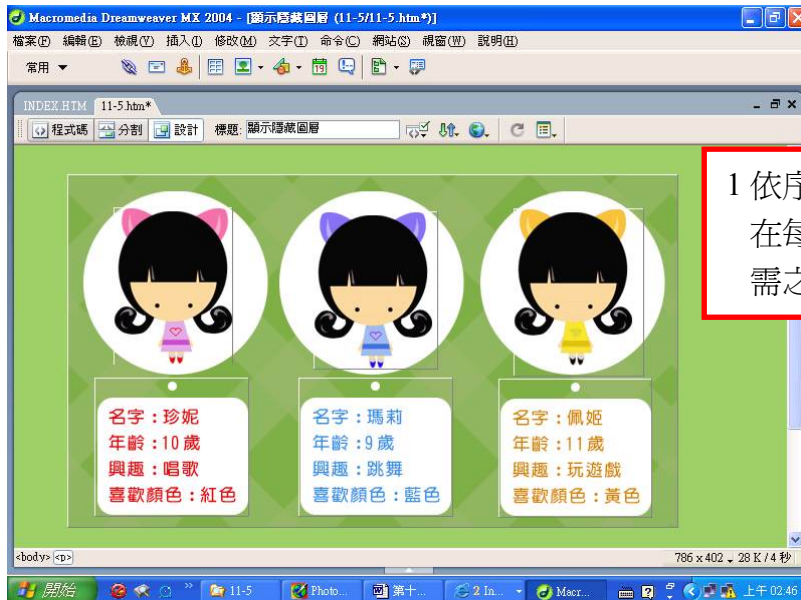 Macromedia Dreamweaver MX 2004 - [顯示隱藏圖層 (11-5/11-5.htm*)]
檔案(F) 編輯(E) 檢視(V) 插入(I) 修改(M) 文字(T) 命令(C) 網站(S) 視窗(W) 說明(H)
常用
INDEX.HTM 11-5.htm*
程式碼 分割 設計 標題: 顯示隱藏圖層
1 依序
在每
需之
名字：珍妮
年齡：10歲
興趣：唱歌
喜歡顏色：紅色
名字：瑪莉
年齡：9歲
興趣：跳舞
喜歡顏色：藍色
名字：佩姬
年齡：11歲
興趣：玩遊戲
喜歡顏色：黃色
<body> <p>
786 x 402 28 K / 4 秒
開始 11-5 Photo... 第十... 2 In... Macr... 上午 02:46